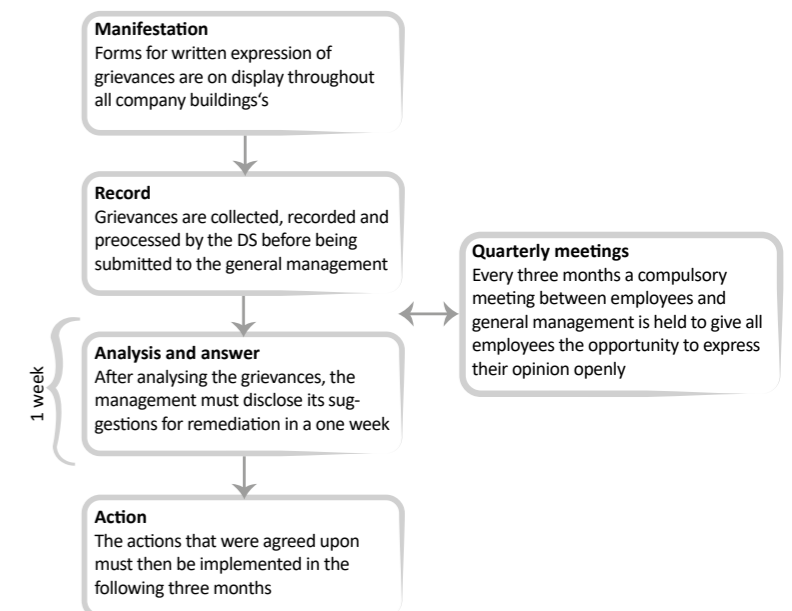 Manifestation
Forms for written expression of
grievances are on display throughout
all company buildings‘s
Record
Grievances are collected, recorded and
preocessed by the DS before being
submitted to the general management
Quarterly meetings
Every three months a compulsory
meeting between employees and
general management is held to give all
employees the opportunity to express
their opinion openly
1 week
Analysis and answer
After analysing the grievances, the
management must disclose its sug-
gestions for remediation in a one week
Action
The actions that were agreed upon
must then be implemented in the
following three months